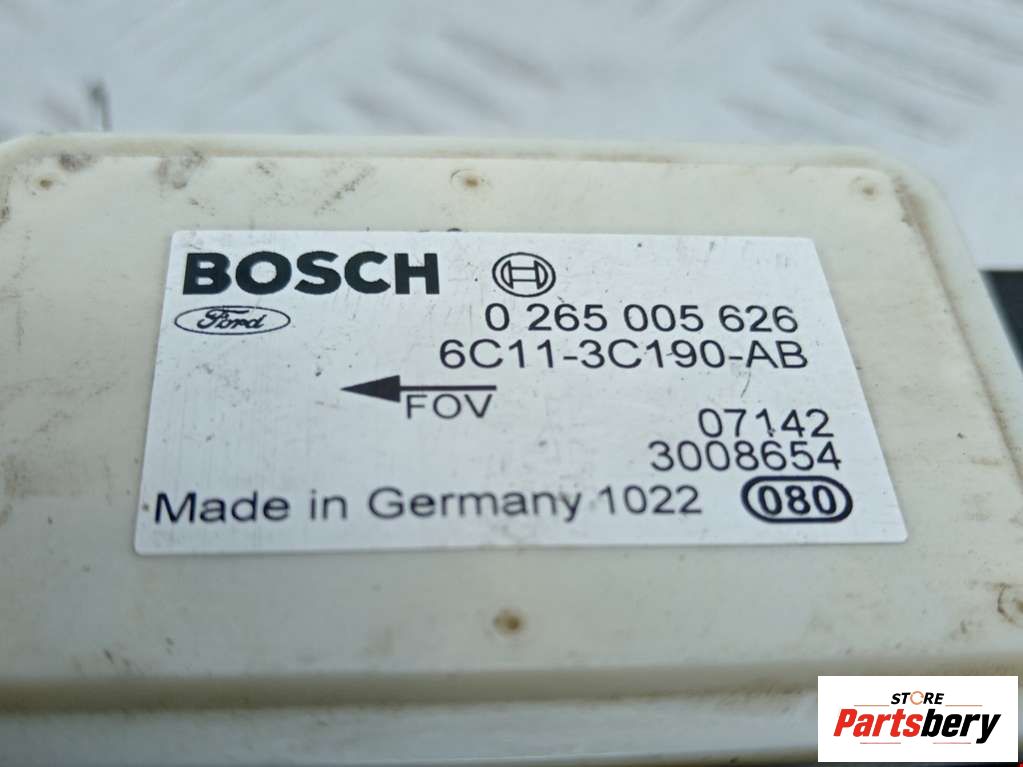 BOSCH
Ford
0 265 005 626
6C11-3C190-AB
FOV
07142
3008654
Made in Germany 1022 080
STORE
Partsbery